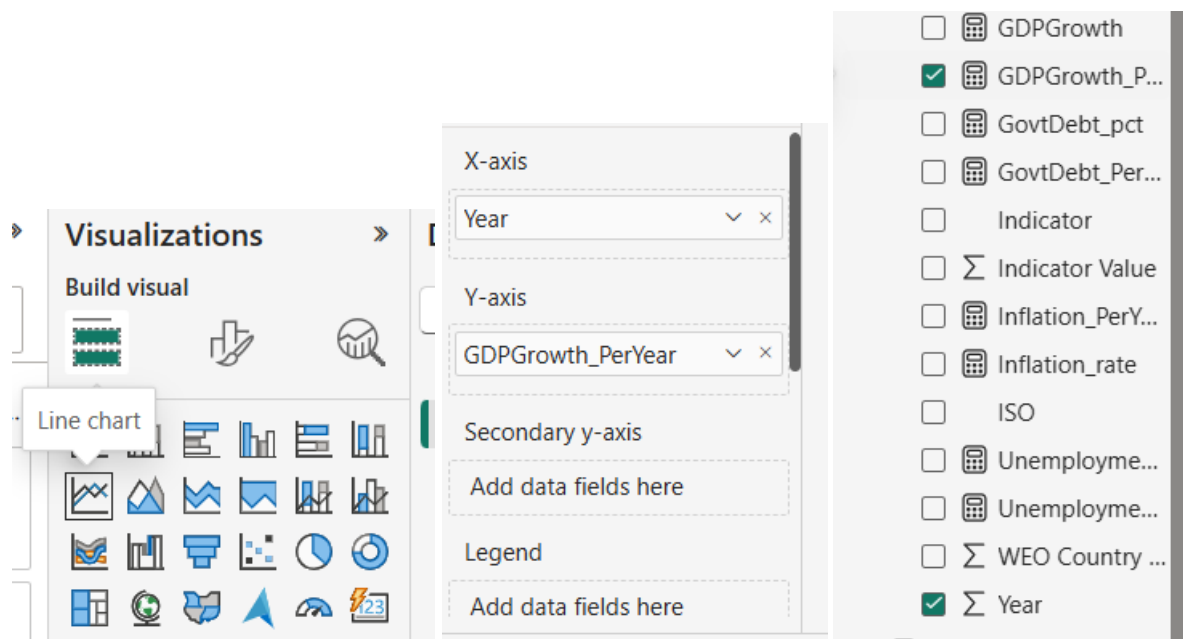 Visualizations
Build visual
Line chart
123
X-axis
Year
Y-axis
GDPGrowth_PerYear
Secondary y-axis
Add data fields here
Legend
Add data fields here
GDPGrowth
GDPGrowth_P...
GovtDebt_pct
GovtDebt_Per...
Indicator
Indicator Value
Inflation_PerY...
Inflation_rate
ISO
Unemployme...
Unemployme...
WEO Country ...
Year